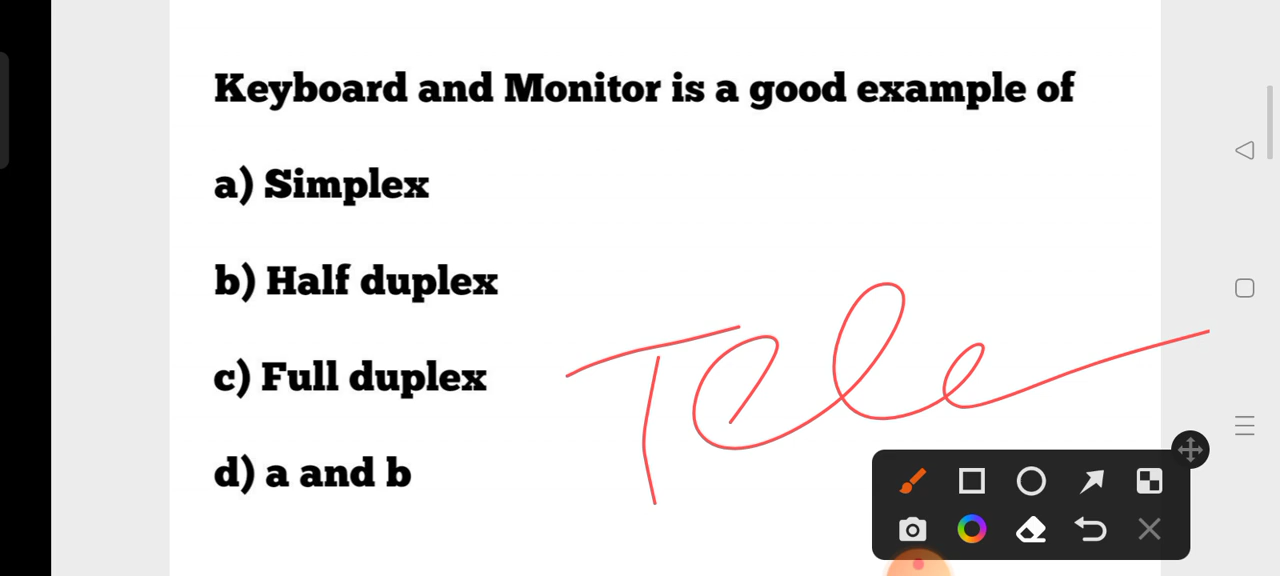 Keyboard and Monitor is a good example of
a) Simplex
b) Half duplex
c) Full duplex
Tele
d) a and b